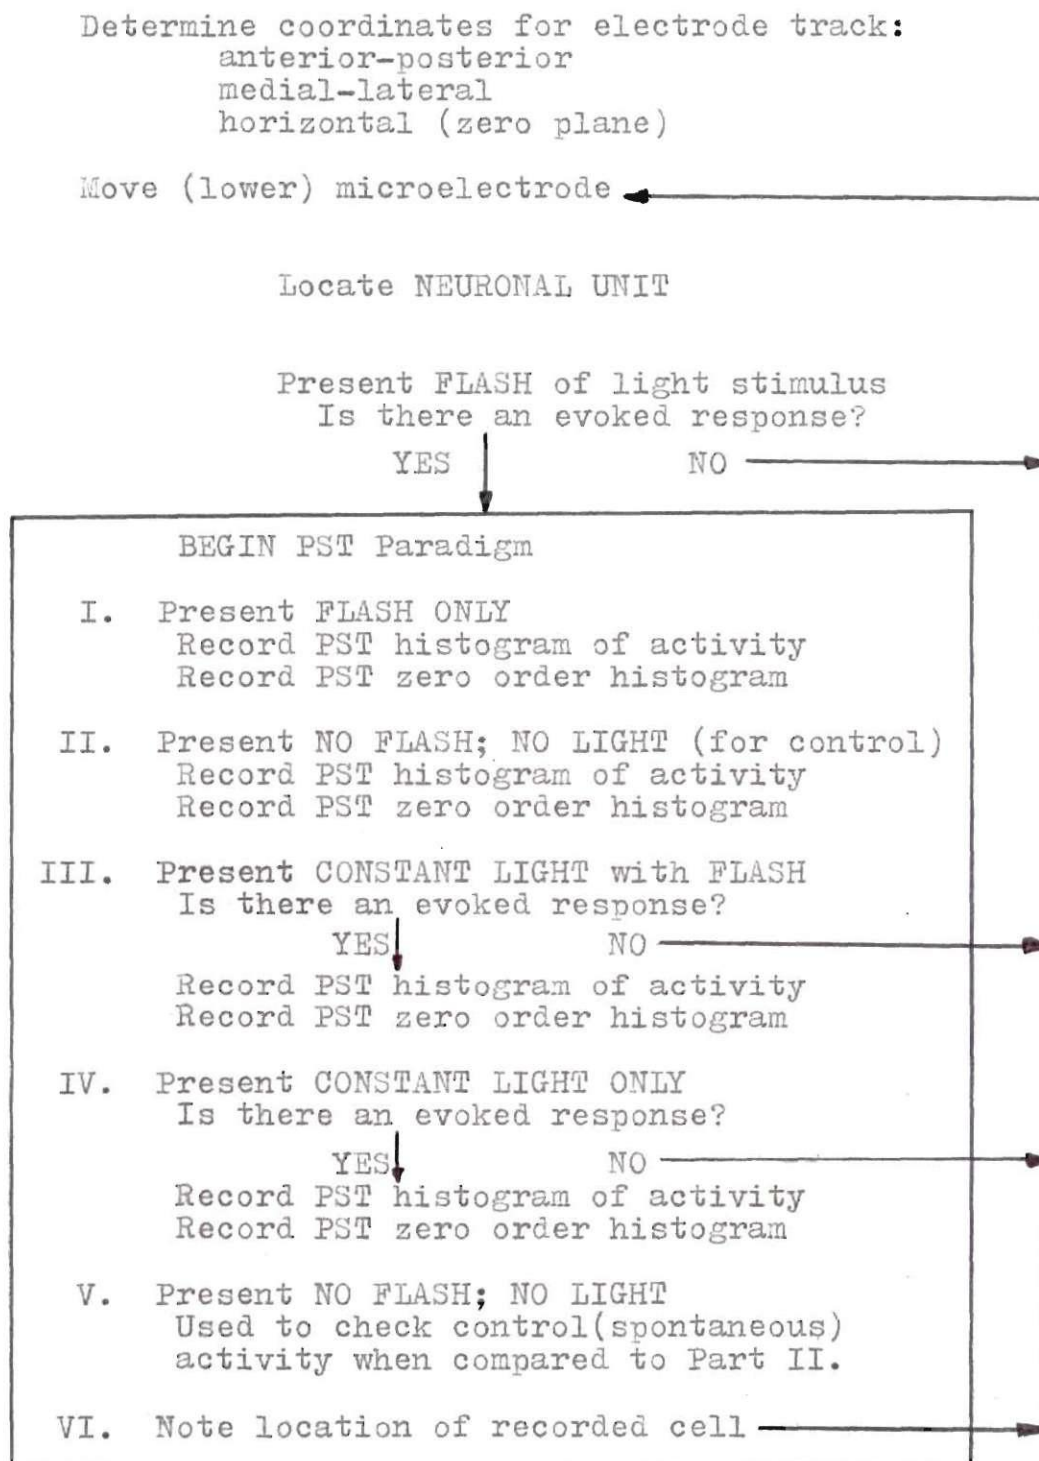 Determine coordinates for electrode track:
anterior-posterior
medial-lateral
horizontal (zero plane)
Move (lower) microelectrode
Locate NEURONAL UNIT
Present FLASH of light stimulus
Is there an evoked response?
YES NO
BEGIN PST Paradigm
I. Present FLASH ONLY
Record PST histogram of activity
Record PST zero order histogram
II. Present NO FLASH; NO LIGHT (for control)
Record PST histogram of activity
Record PST zero order histogram
III. Present CONSTANT LIGHT with FLASH
Is there an evoked response?
YES NO
Record PST histogram of activity
Record PST zero order histogram
IV. Present CONSTANT LIGHT ONLY
Is there an evoked response?
YES NO
Record PST histogram of activity
Record PST zero order histogram
V. Present NO FLASH; NO LIGHT
Used to check control(spontaneous)
activity when compared to Part II.
VI. Note location of recorded cell